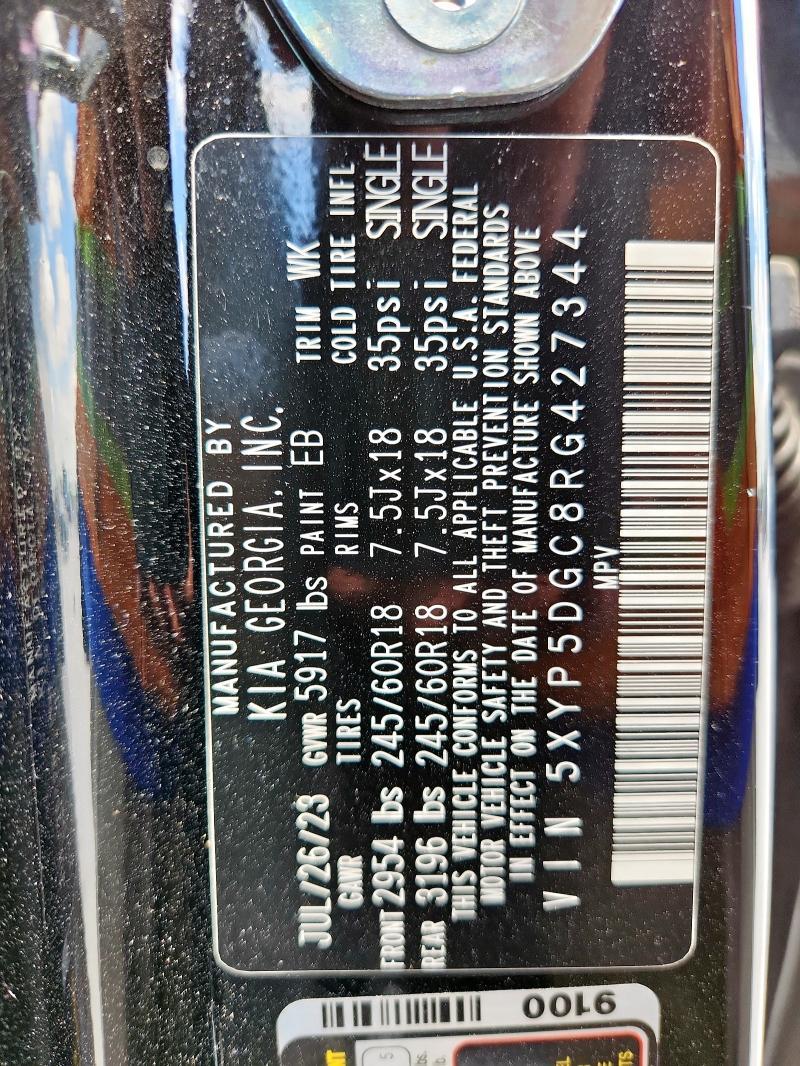 MANUFACTURED BY
KIA GEORGIA, INC.
JUL/26/23 GVWR 5917 lbs PAINT EB TRIM WK
GAWR TIRES RIMS COLD TIRE INFL
FRONT 2954 lbs 245/60R18 7.5Jx18 35psi SINGLE
REAR 3196 lbs 245/60R18 7.5Jx18 35psi SINGLE
THIS VEHICLE CONFORMS TO ALL APPLICABLE U.S.A. FEDERAL
MOTOR VEHICLE SAFETY AND THEFT PREVENTION STANDARDS
IN EFFECT ON THE DATE OF MANUFACTURE SHOWN ABOVE
VIN 5XYP5DGC8RG427344
MPV
9100
5